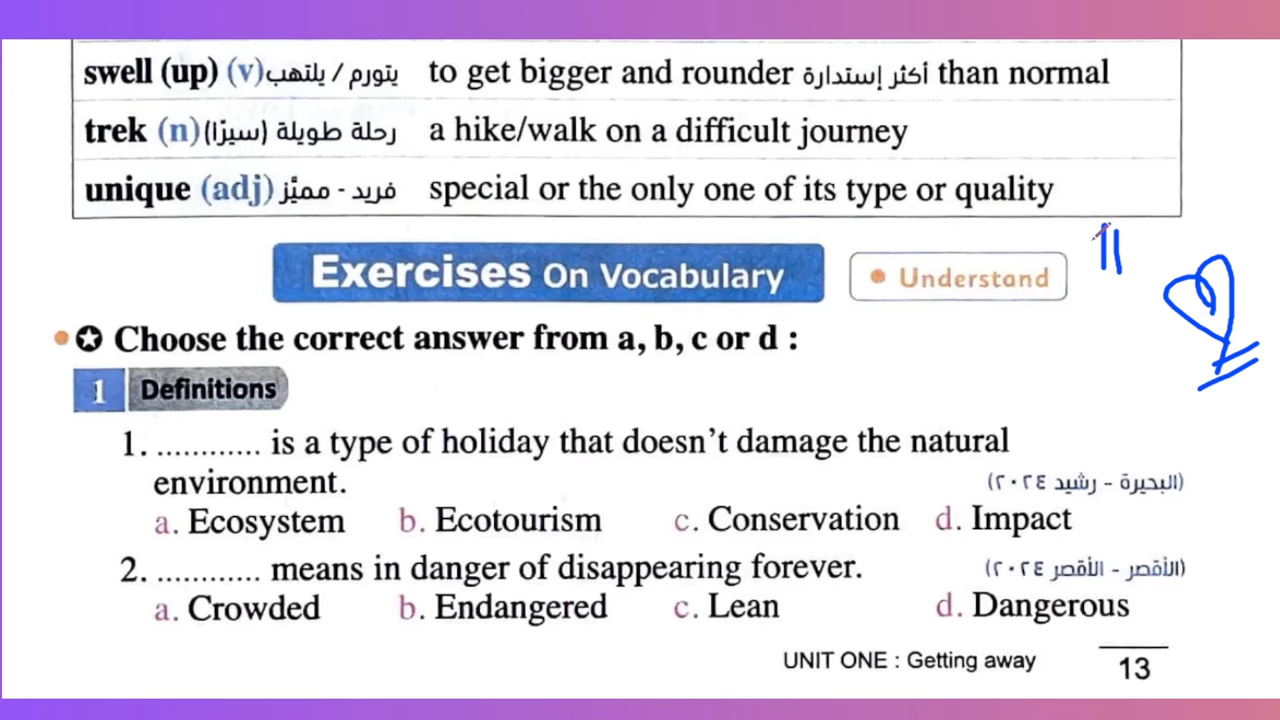 swell (up) (v) يتورم / يلتهب to get bigger and rounder أكثر إستدارة than normal
trek (n) رحلة طويلة (سيرًا) a hike/walk on a difficult journey
unique (adj) فريد - مميَّز special or the only one of its type or quality
Exercises On Vocabulary • Understand
• ✪ Choose the correct answer from a, b, c or d :
1 Definitions
1. ............ is a type of holiday that doesn't damage the natural
environment. (البحيرة - رشيد ٢٠٢٤)
a. Ecosystem b. Ecotourism c. Conservation d. Impact
2. ............ means in danger of disappearing forever. (الأقصر - الأقصر ٢٠٢٤)
a. Crowded b. Endangered c. Lean d. Dangerous
UNIT ONE : Getting away 13